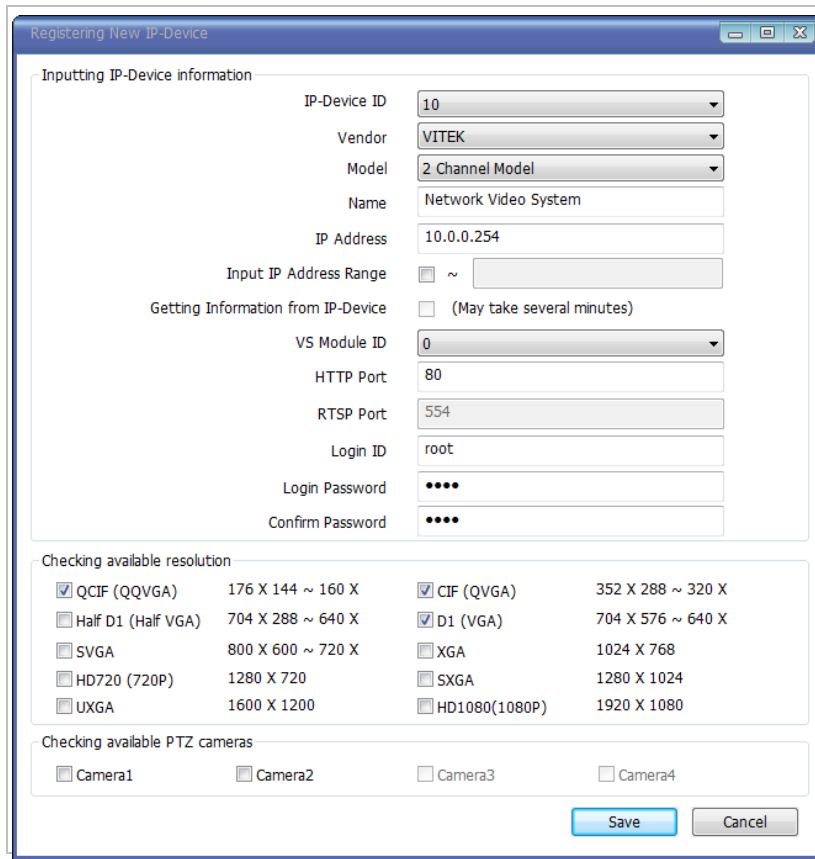 Registering New IP-Device
Inputting IP-Device information
IP-Device ID 10
Vendor VITEK
Model 2 Channel Model
Name Network Video System
IP Address 10.0.0.254
Input IP Address Range ~
Getting Information from IP-Device (May take several minutes)
VS Module ID 0
HTTP Port 80
RTSP Port 554
Login ID root
Login Password ••••
Confirm Password ••••
Checking available resolution
QCIF (QQVGA) 176 X 144 ~ 160 X CIF (QVGA) 352 X 288 ~ 320 X
Half D1 (Half VGA) 704 X 288 ~ 640 X D1 (VGA) 704 X 576 ~ 640 X
SVGA 800 X 600 ~ 720 X XGA 1024 X 768
HD720 (720P) 1280 X 720 SXGA 1280 X 1024
UXGA 1600 X 1200 HD1080(1080P) 1920 X 1080
Checking available PTZ cameras
Camera1 Camera2 Camera3 Camera4
Save Cancel